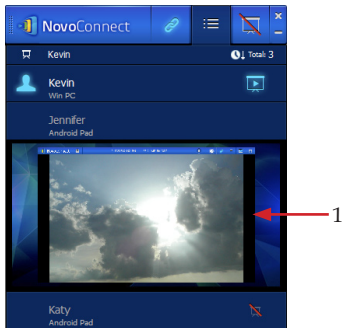 NovoConnect
Kevin
Total: 3
Kevin
Win PC
Jennifer
Android Pad
1
Katy
Android Pad